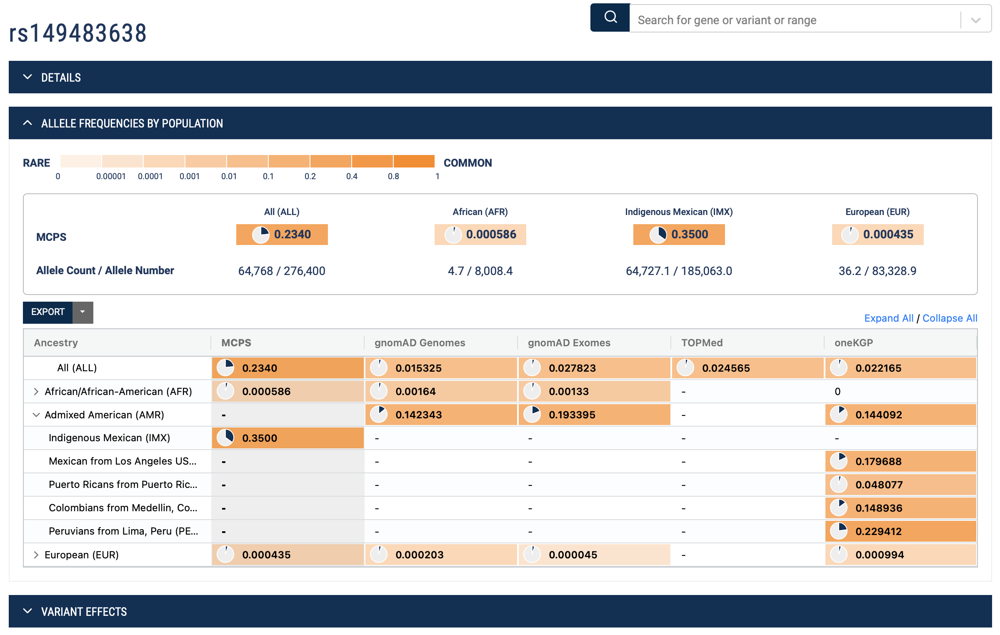 Search for gene or variant or range
rs149483638
DETAILS
ALLELE FREQUENCIES BY POPULATION
RARE COMMON
0 0.00001 0.0001 0.001 0.01 0.1 0.2 0.4 0.8 1
All (ALL) African (AFR) Indigenous Mexican (IMX) European (EUR)
MCPS 0.2340 0.000586 0.3500 0.000435
Allele Count / Allele Number 64,768 / 276,400 4.7 / 8,008.4 64,727.1 / 185,063.0 36.2 / 83,328.9
EXPORT
Expand All / Collapse All
Ancestry MCPS gnomAD Genomes gnomAD Exomes TOPMed oneKGP
All (ALL) 0.2340 0.015325 0.027823 0.024565 0.022165
African/African-American (AFR) 0.000586 0.00164 0.00133 - 0
Admixed American (AMR) - 0.142343 0.193395 - 0.144092
Indigenous Mexican (IMX) 0.3500 - - - -
Mexican from Los Angeles US... - - - - 0.179688
Puerto Ricans from Puerto Ric... - - - - 0.048077
Colombians from Medellin, Co... - - - - 0.148936
Peruvians from Lima, Peru (PE... - - - - 0.229412
European (EUR) 0.000435 0.000203 0.000045 - 0.000994
VARIANT EFFECTS